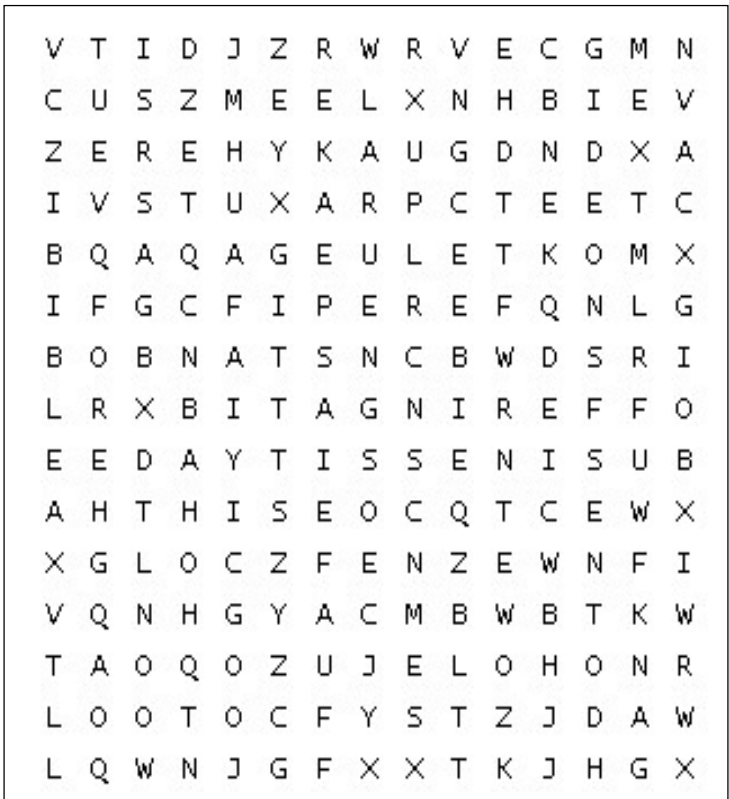 V T I D J Z R W R V E C G M N
C U S Z M E E L X N H B I E V
Z E R E H Y K A U G D N D X A
I V S T U X A R P C T E E T C
B Q A Q A G E U L E T K O M X
I F G C F I P E R E F Q N L G
B O B N A T S N C B W D S R I
L R X B I T A G N I R E F F O
E E D A Y T I S S E N I S U B
A H T H I S E O C Q T C E W X
X G L O C Z F E N Z E W N F I
V Q N H G Y A C M B W B T K W
T A O Q O Z U J E L O H O N R
L O O T O C F Y S T Z J D A W
L Q W N J G F X X T K J H G X